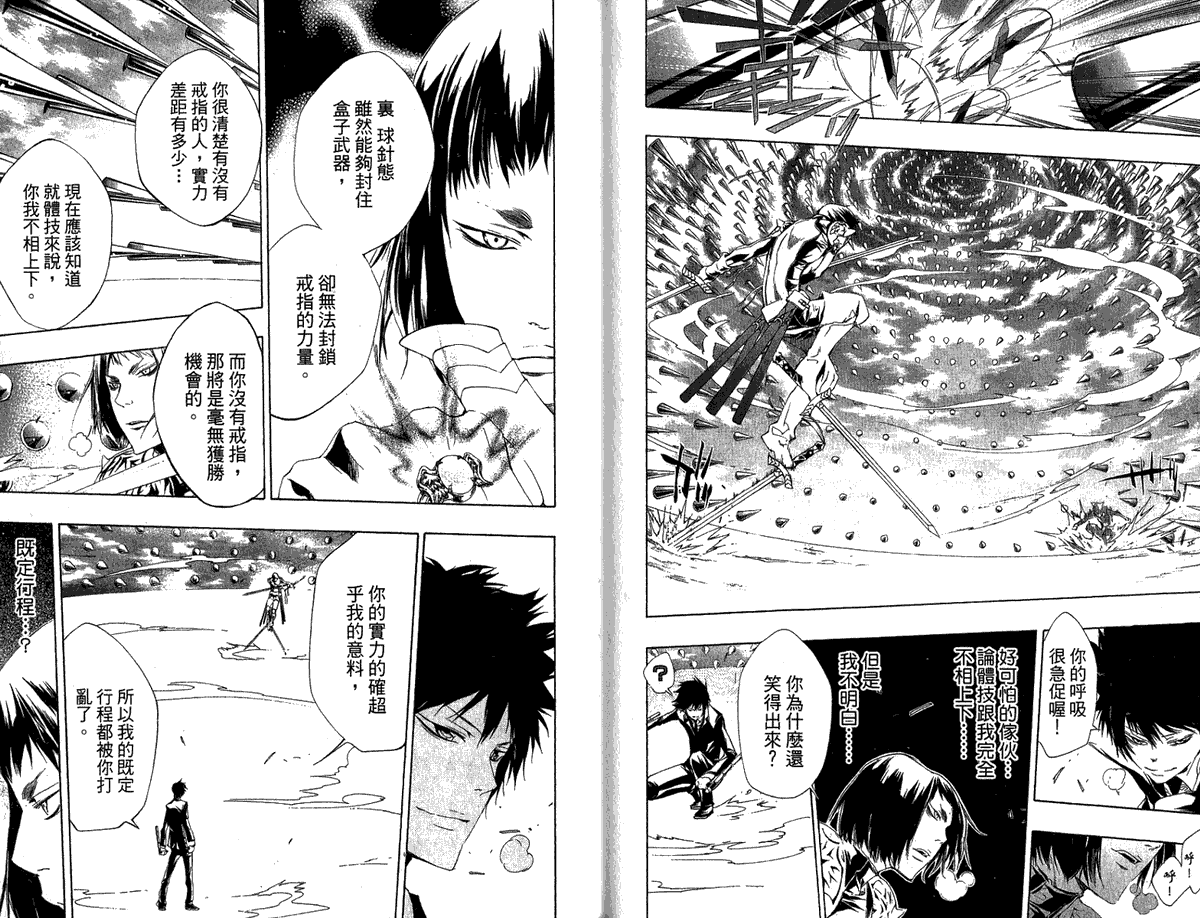 你的呼吸
很急促喔！
呼！
呼！
好可怕的傢伙…
論體技跟我完全
不相上下……
但是
我不明白……
你為什麼還
笑得出來？
？
裏 球針態
雖然能夠封住
盒子武器，
卻無法封鎖
戒指的力量。
你很清楚有沒有
戒指的人，實力
差距有多少…
現在應該知道
就體技來說，
你我不相上下。
而你沒有戒指，
那將是毫無獲勝
機會的。
你的實力的確超
乎我的意料，
所以我的既定
行程都被你打
亂了。
既定行程…？